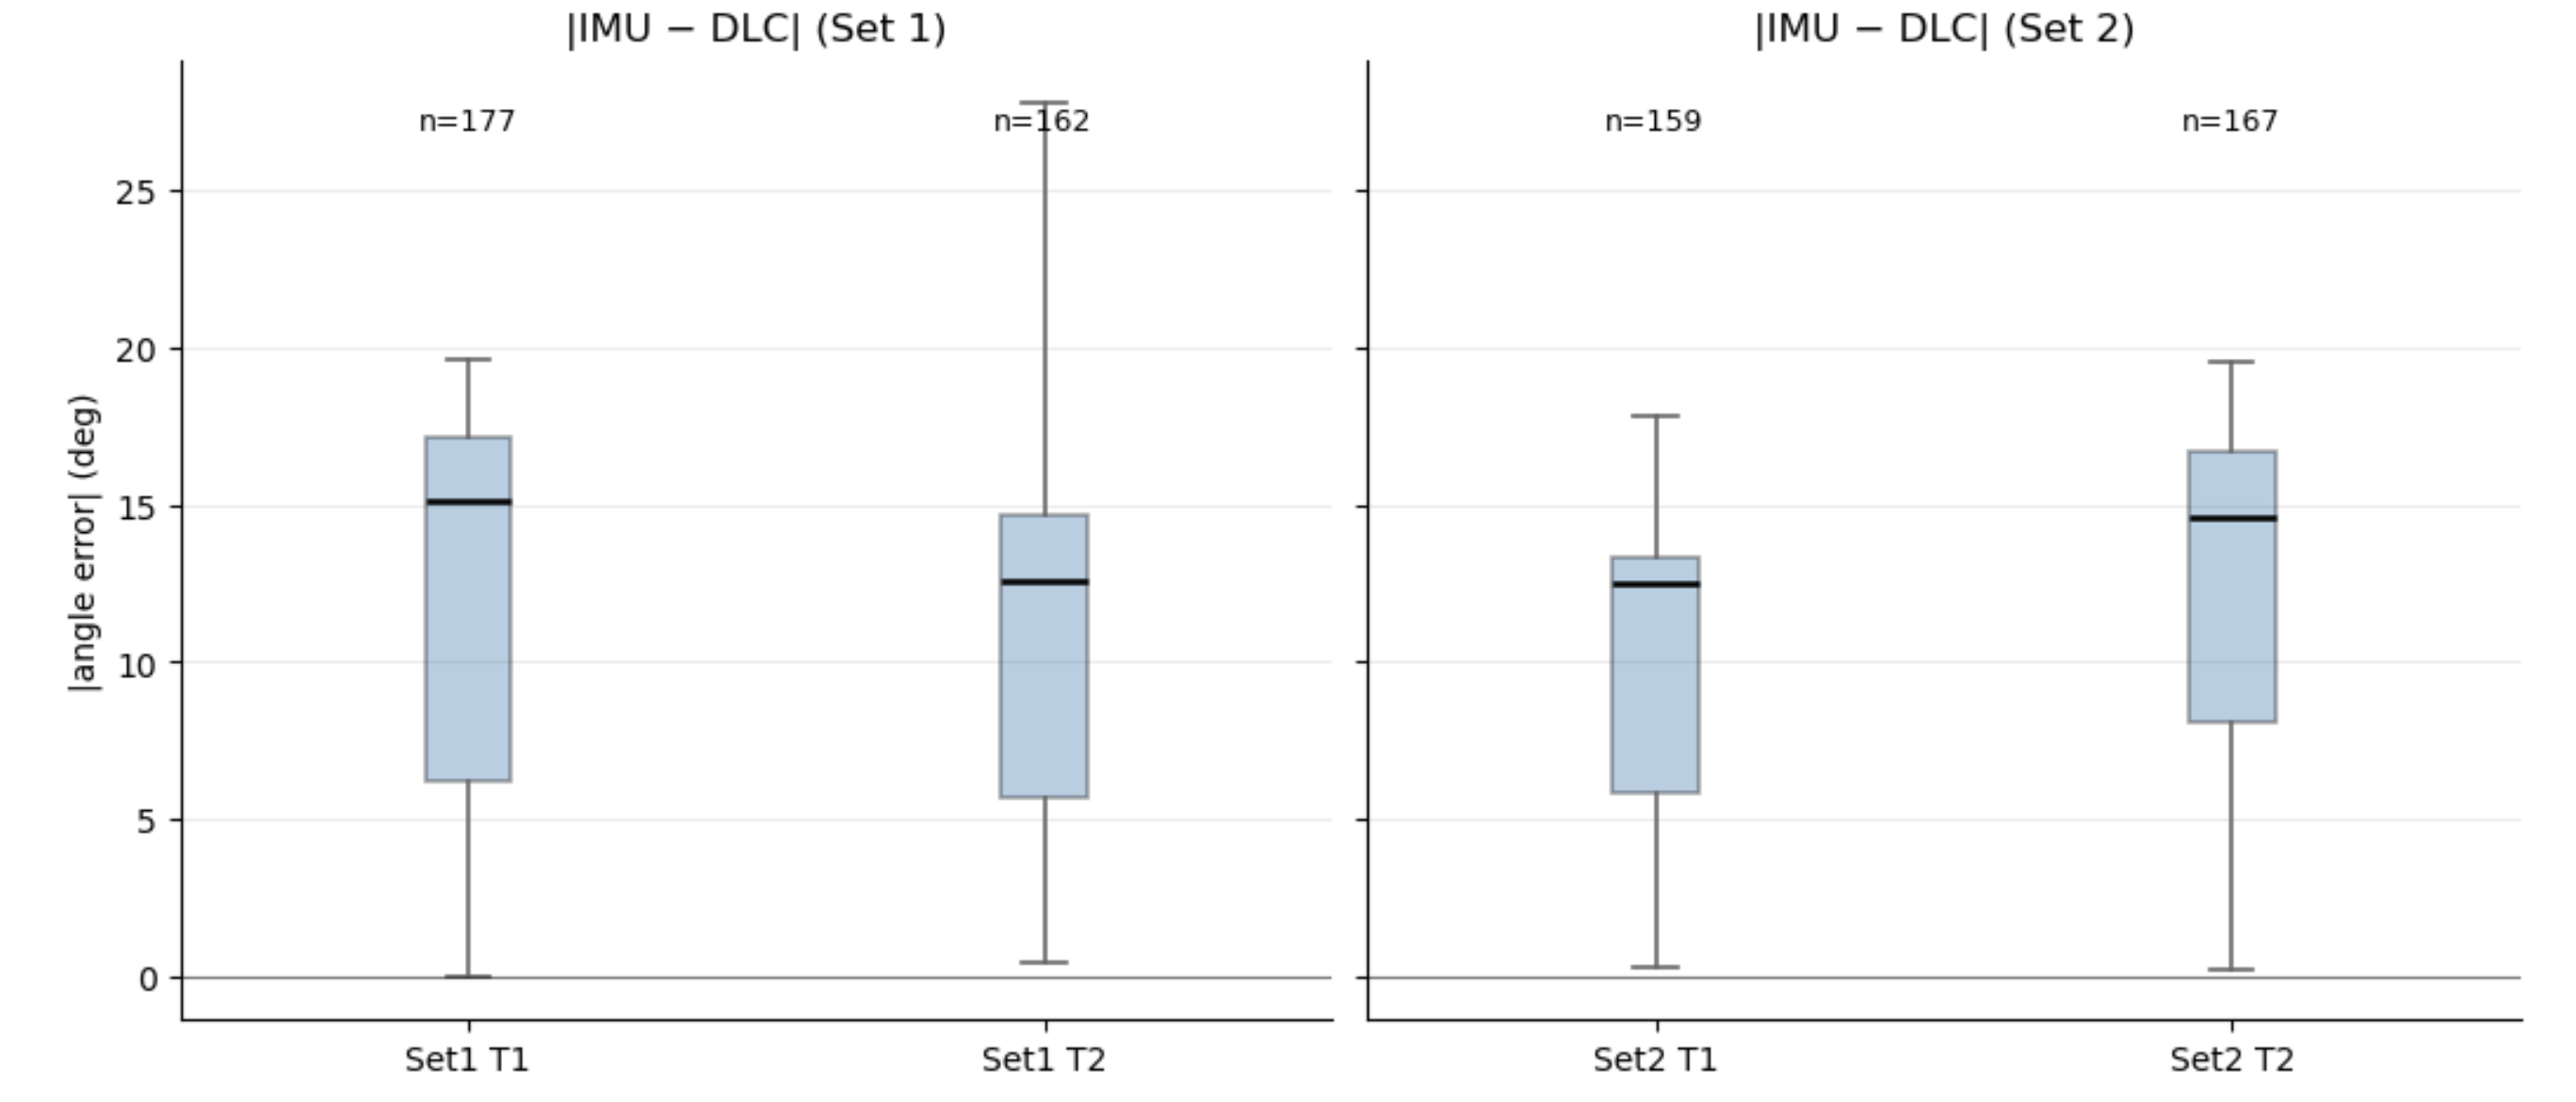 |IMU − DLC| (Set 1)
|IMU − DLC| (Set 2)
n=177
n=162
n=159
n=167
|angle error| (deg)
25
20
15
10
5
0
Set1 T1
Set1 T2
Set2 T1
Set2 T2